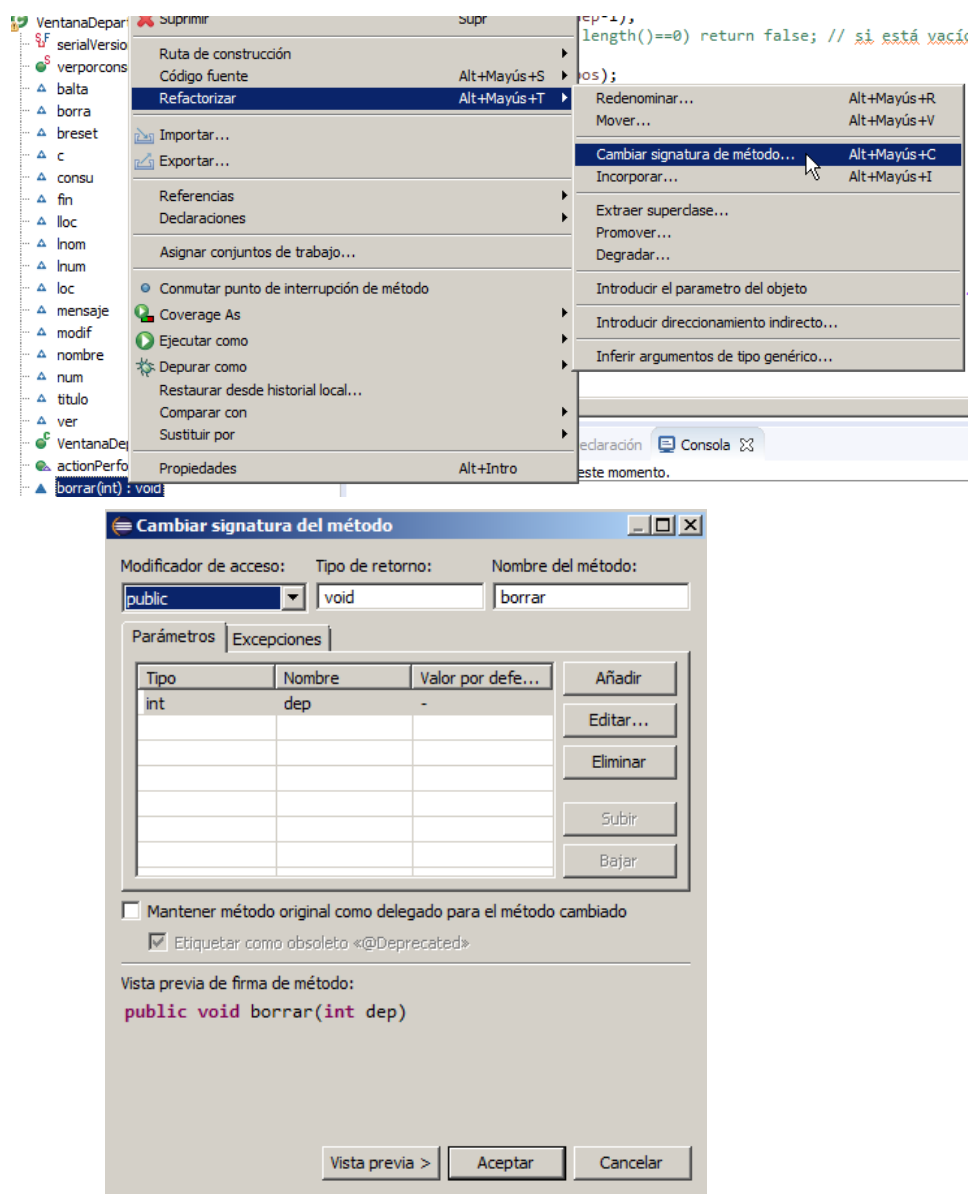 VentanaDepar
serialVersio
verporcons
balta
borra
breset
c
consu
fin
lloc
lnom
lnum
loc
mensaje
modif
nombre
num
titulo
ver
VentanaDep
actionPerfo
borrar(int) : void
Suprimir Supr
Ruta de construcción
Código fuente Alt+Mayús+S
Refactorizar Alt+Mayús+T
Importar...
Exportar...
Referencias
Declaraciones
Asignar conjuntos de trabajo...
Conmutar punto de interrupción de método
Coverage As
Ejecutar como
Depurar como
Restaurar desde historial local...
Comparar con
Sustituir por
Propiedades Alt+Intro
ep-1);
length()==0) return false; // si está vacío
os);
Redenominar... Alt+Mayús+R
Mover... Alt+Mayús+V
Cambiar signatura de método... Alt+Mayús+C
Incorporar... Alt+Mayús+I
Extraer superclase...
Promover...
Degradar...
Introducir el parametro del objeto
Introducir direccionamiento indirecto...
Inferir argumentos de tipo genérico...
eclaración Consola
este momento.
Cambiar signatura del método
Modificador de acceso: Tipo de retorno: Nombre del método:
public void borrar
Parámetros Excepciones
Tipo Nombre Valor por defe...
int dep -
Añadir
Editar...
Eliminar
Subir
Bajar
Mantener método original como delegado para el método cambiado
Etiquetar como obsoleto «@Deprecated»
Vista previa de firma de método:
public void borrar(int dep)
Vista previa > Aceptar Cancelar